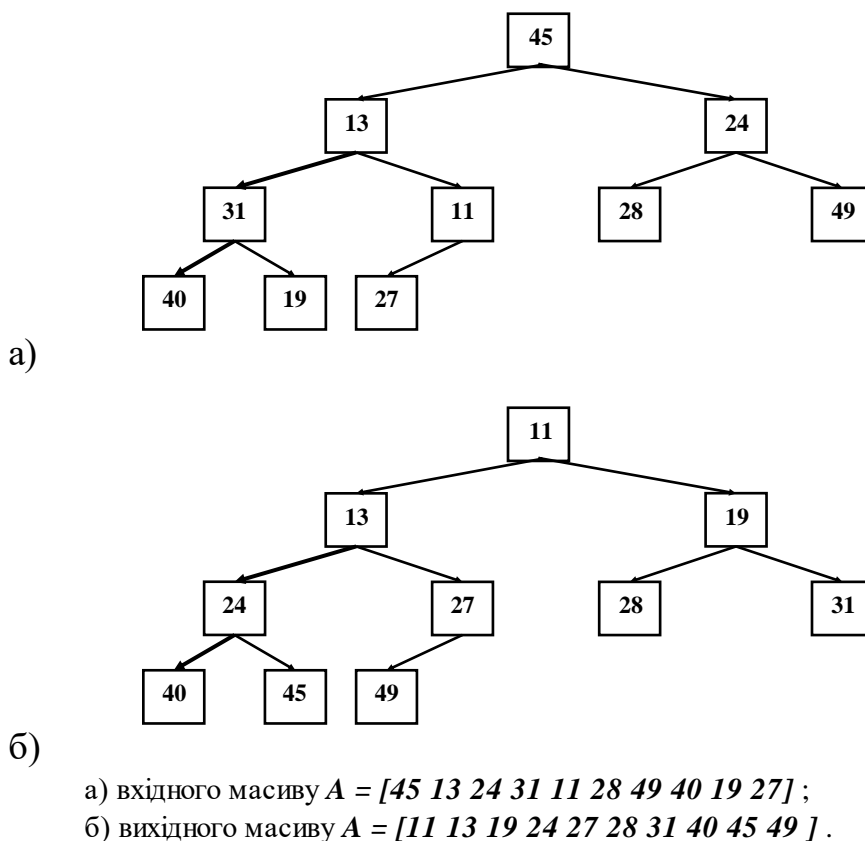 45
13 24
31 11 28 49
40 19 27
а)
11
13 19
24 27 28 31
40 45 49
б)
а) вхідного масиву A = [45 13 24 31 11 28 49 40 19 27] ;
б) вихідного масиву A = [11 13 19 24 27 28 31 40 45 49 ] .